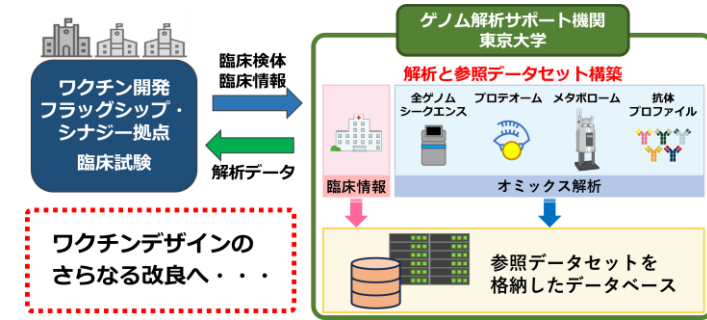 ゲノム解析サポート機関
東京大学
ワクチン開発
フラッグシップ・
シナジー拠点
臨床試験
臨床検体
臨床情報
解析データ
解析と参照データセット構築
全ゲノム
シークエンス
プロテオーム
メタボローム
抗体
プロファイル
臨床情報
オミックス解析
参照データセットを
格納したデータベース
ワクチンデザインの
さらなる改良へ・・・